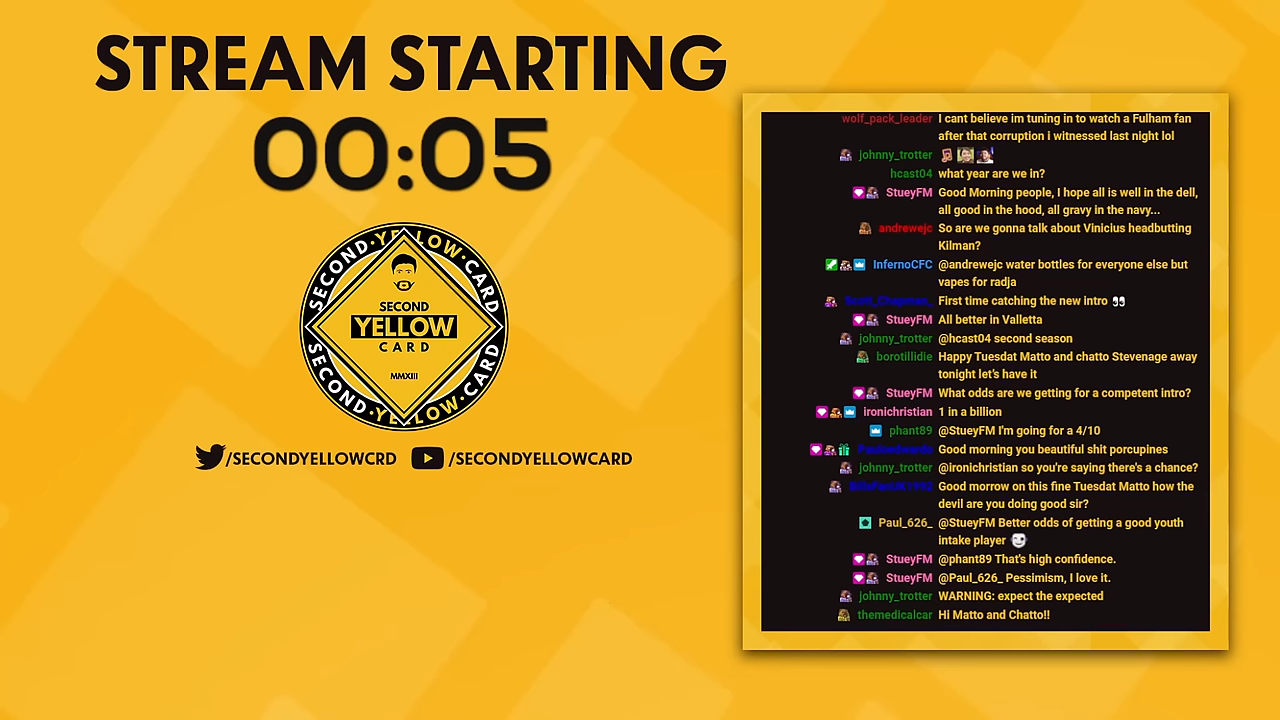 STREAM STARTING
00:05
SECOND·YELLOW·CARD
SECOND
YELLOW
CARD
MMXIII
SECOND·YELLOW·CARD
/SECONDYELLOWCRD /SECONDYELLOWCARD
wolf_pack_leader I cant believe im tuning in to watch a Fulham fan
after that corruption i witnessed last night lol
johnny_trotter
hcast04 what year are we in?
StueyFM Good Morning people, I hope all is well in the dell,
all good in the hood, all gravy in the navy...
andrewejc So are we gonna talk about Vinicius headbutting
Kilman?
InfernoCFC @andrewejc water bottles for everyone else but
vapes for radja
Scott_Chapman_ First time catching the new intro 👀
StueyFM All better in Valletta
johnny_trotter @hcast04 second season
borotillidie Happy Tuesdat Matto and chatto Stevenage away
tonight let's have it
StueyFM What odds are we getting for a competent intro?
ironichristian 1 in a billion
phant89 @StueyFM I'm going for a 4/10
Good morning you beautiful shit porcupines
johnny_trotter @ironichristian so you're saying there's a chance?
Good morrow on this fine Tuesdat Matto how the
devil are you doing good sir?
Paul_626_ @StueyFM Better odds of getting a good youth
intake player
StueyFM @phant89 That's high confidence.
StueyFM @Paul_626_ Pessimism, I love it.
johnny_trotter WARNING: expect the expected
themedicalcar Hi Matto and Chatto!!